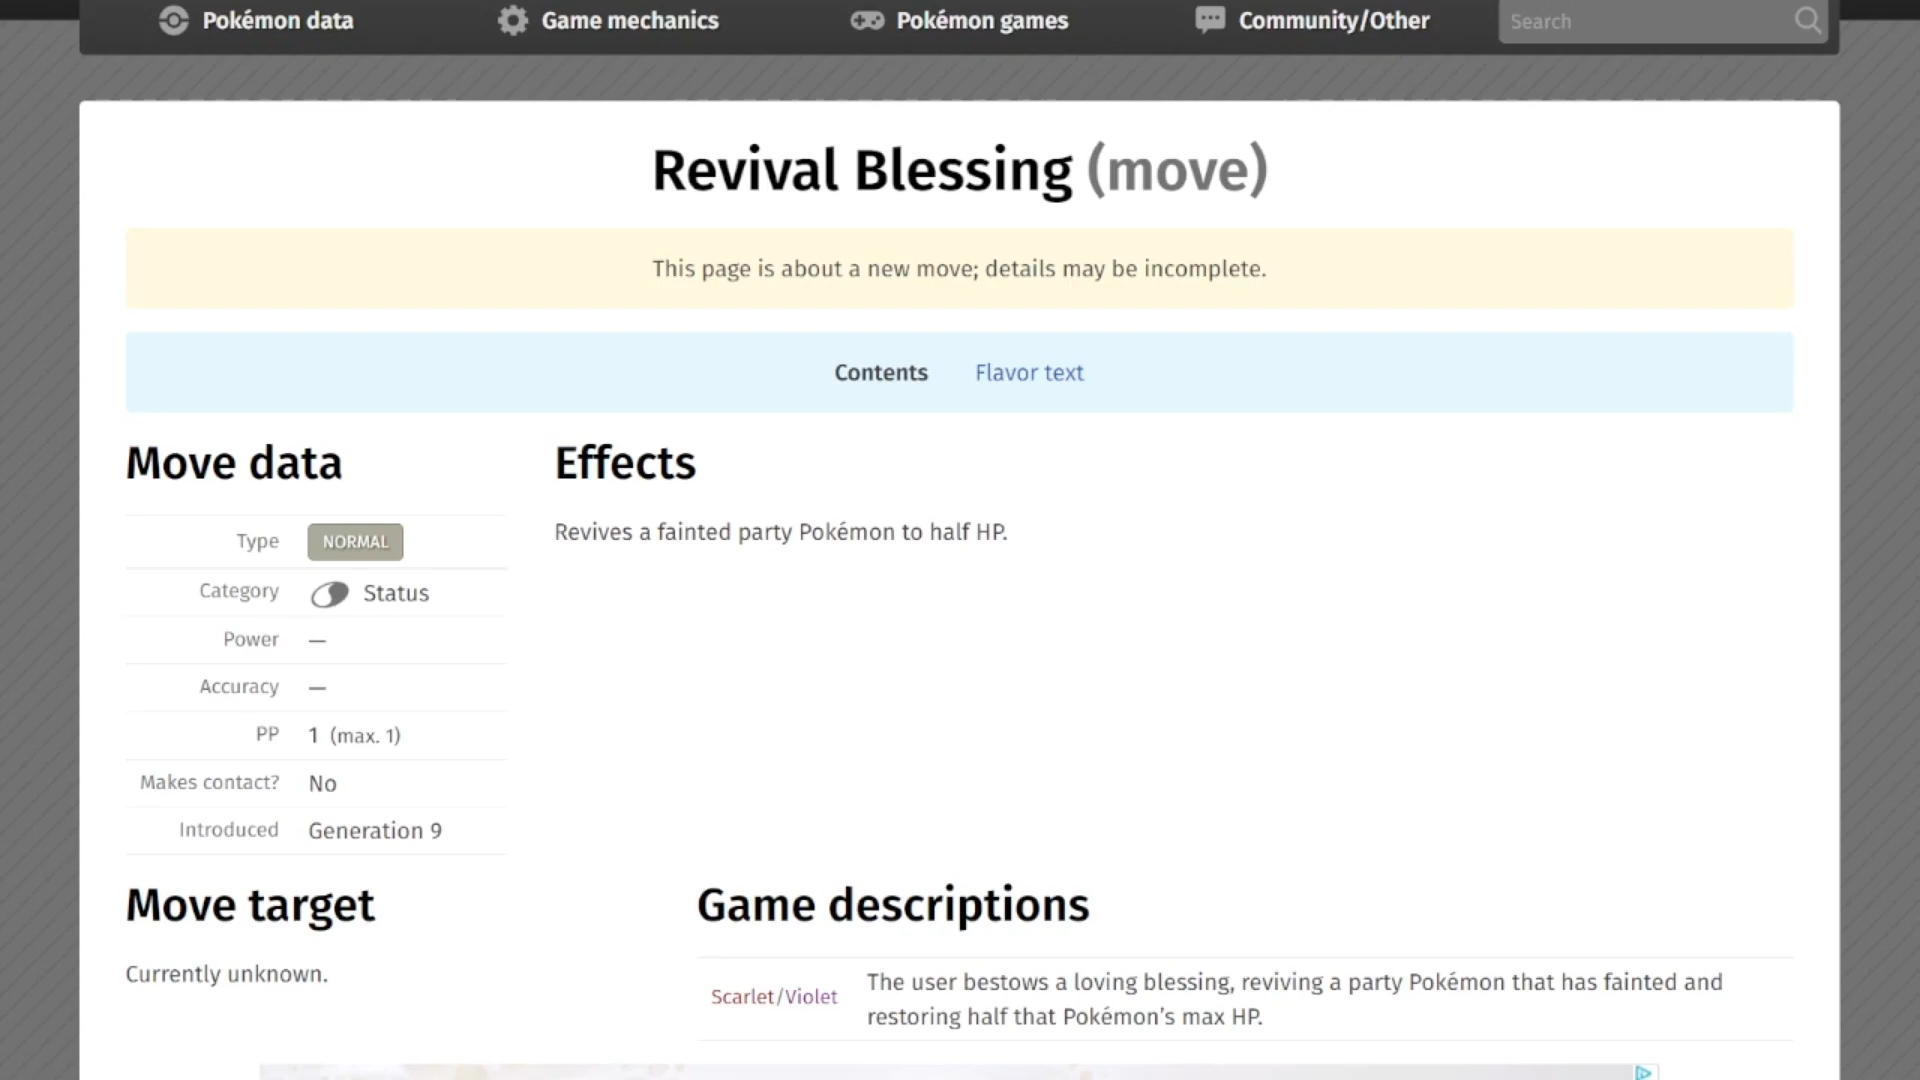 Pokémon data
Game mechanics
Pokémon games
Community/Other
Search
Revival Blessing (move)
This page is about a new move; details may be incomplete.
Contents Flavor text
Move data
Type NORMAL
Category Status
Power —
Accuracy —
PP 1 (max. 1)
Makes contact? No
Introduced Generation 9
Effects
Revives a fainted party Pokémon to half HP.
Move target
Currently unknown.
Game descriptions
Scarlet/Violet
The user bestows a loving blessing, reviving a party Pokémon that has fainted and
restoring half that Pokémon's max HP.